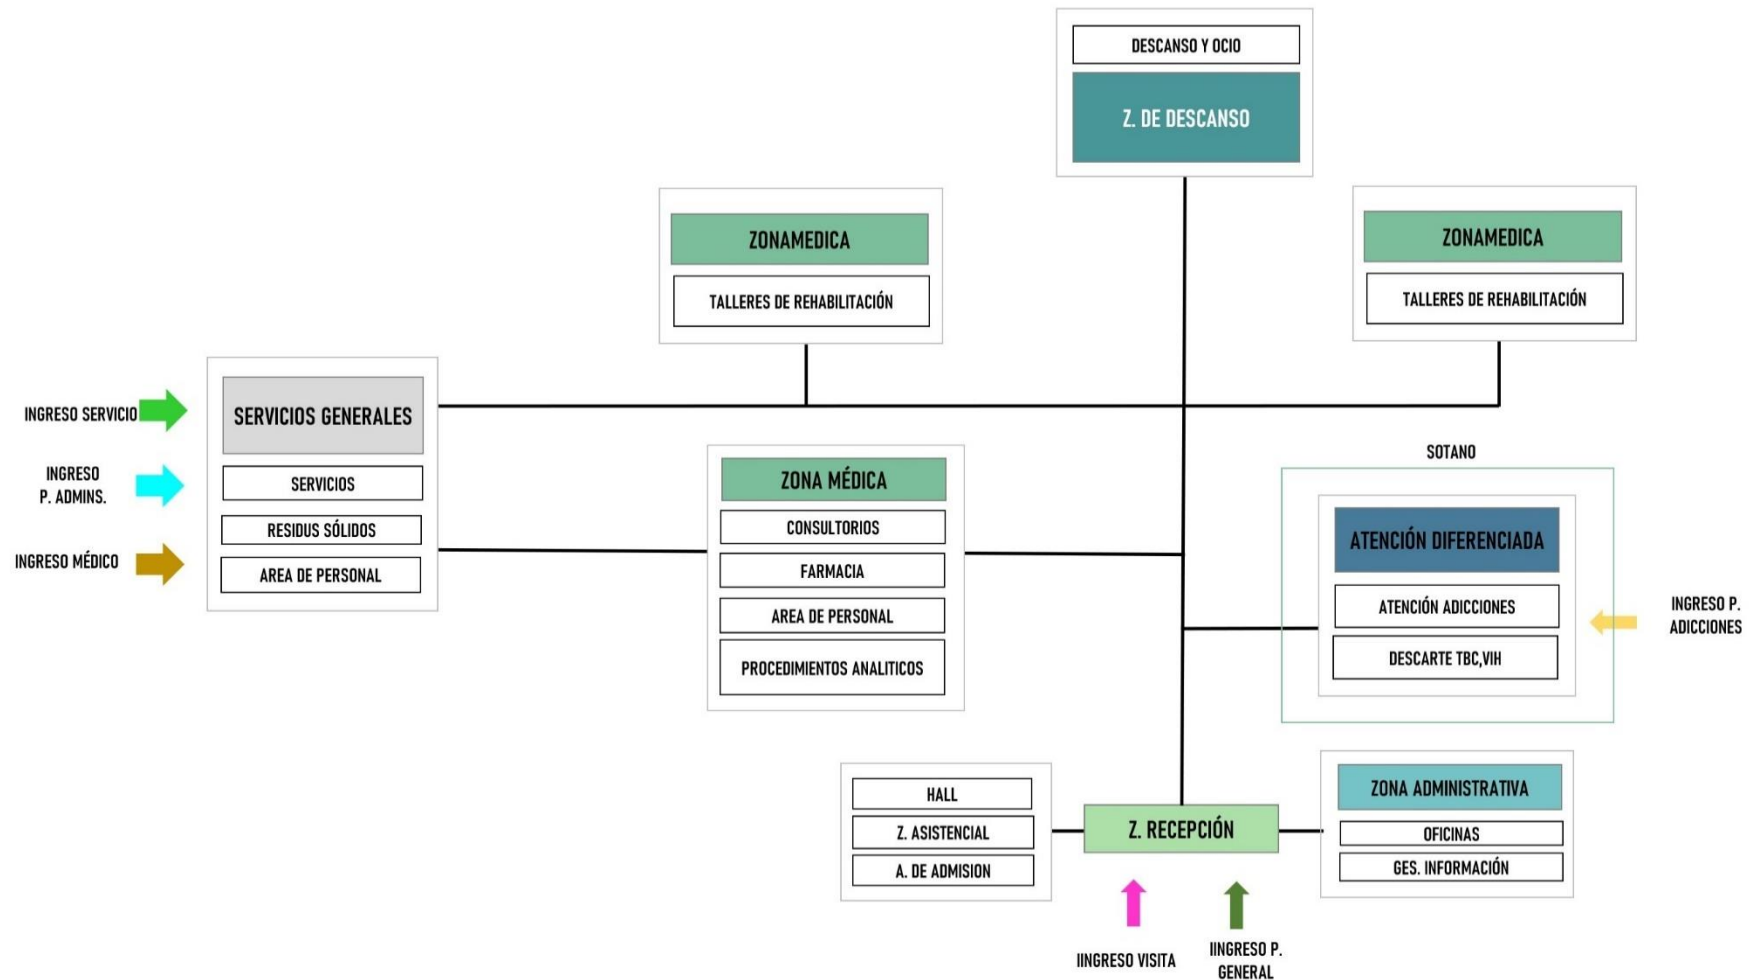 DESCANSO Y OCIO
Z. DE DESCANSO
ZONAMEDICA
TALLERES DE REHABILITACIÓN
ZONAMEDICA
TALLERES DE REHABILITACIÓN
INGRESO SERVICIO
INGRESO
P. ADMINS.
INGRESO MÉDICO
SERVICIOS GENERALES
SERVICIOS
RESIDUS SÓLIDOS
AREA DE PERSONAL
ZONA MÉDICA
CONSULTORIOS
FARMACIA
AREA DE PERSONAL
PROCEDIMIENTOS ANALITICOS
SOTANO
ATENCIÓN DIFERENCIADA
ATENCIÓN ADICCIONES
DESCARTE TBC,VIH
INGRESO P.
ADICCIONES
HALL
Z. ASISTENCIAL
A. DE ADMISION
Z. RECEPCIÓN
ZONA ADMINISTRATIVA
OFICINAS
GES. INFORMACIÓN
IINGRESO VISITA
IINGRESO P.
GENERAL